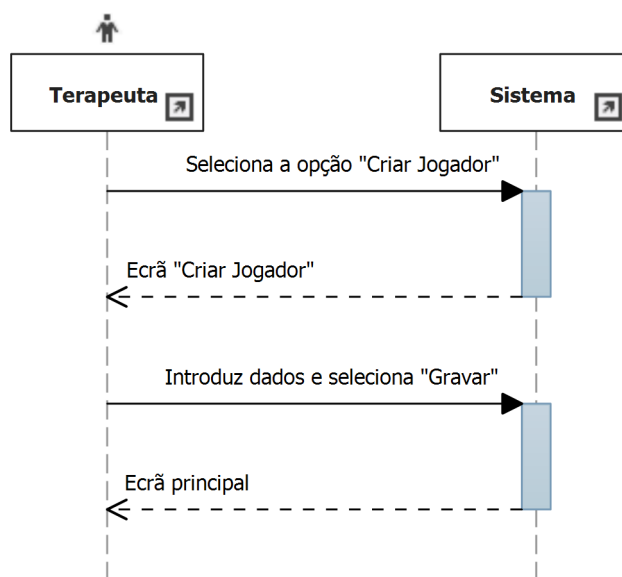 Terapeuta
Sistema
Seleciona a opção "Criar Jogador"
Ecrã "Criar Jogador"
Introduz dados e seleciona "Gravar"
Ecrã principal